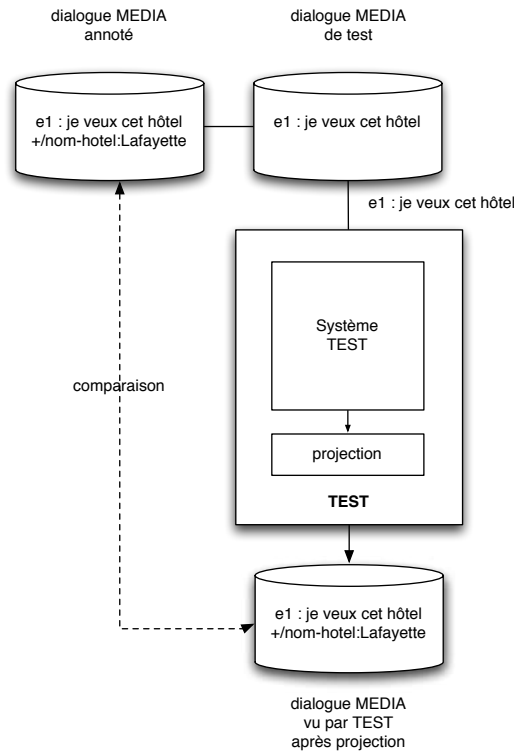 dialogue MEDIA
annoté
dialogue MEDIA
de test
e1 : je veux cet hôtel
+/nom-hotel:Lafayette
e1 : je veux cet hôtel
e1 : je veux cet hôtel
Système
TEST
comparaison
projection
TEST
e1 : je veux cet hôtel
+/nom-hotel:Lafayette
dialogue MEDIA
vu par TEST
après projection